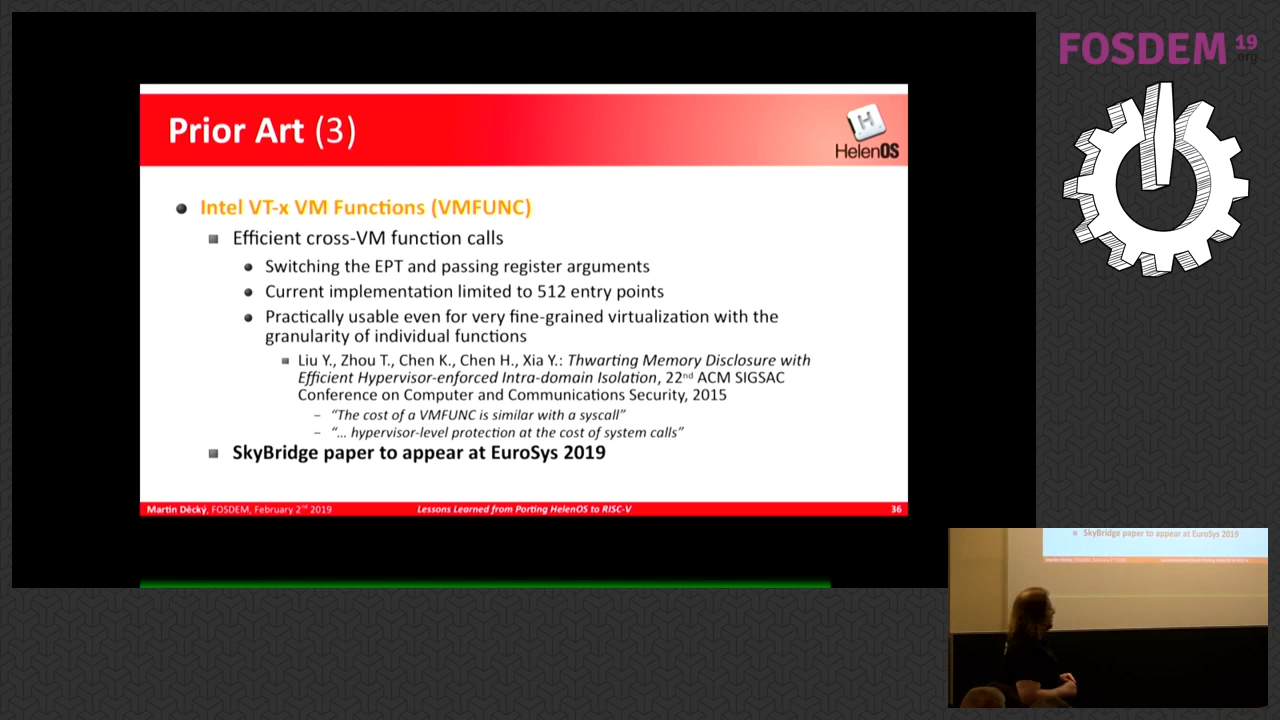 FOSDEM 19
.org
Prior Art (3)
HelenOS
Intel VT-x VM Functions (VMFUNC)
Efficient cross-VM function calls
Switching the EPT and passing register arguments
Current implementation limited to 512 entry points
Practically usable even for very fine-grained virtualization with the
granularity of individual functions
Liu Y., Zhou T., Chen K., Chen H., Xia Y.: Thwarting Memory Disclosure with
Efficient Hypervisor-enforced Intra-domain Isolation, 22nd ACM SIGSAC
Conference on Computer and Communications Security, 2015
– “The cost of a VMFUNC is similar with a syscall”
– “… hypervisor-level protection at the cost of system calls”
SkyBridge paper to appear at EuroSys 2019
Martin Děcký, FOSDEM, February 2nd 2019 Lessons Learned from Porting HelenOS to RISC-V 36
SkyBridge paper to appear at EuroSys 2019